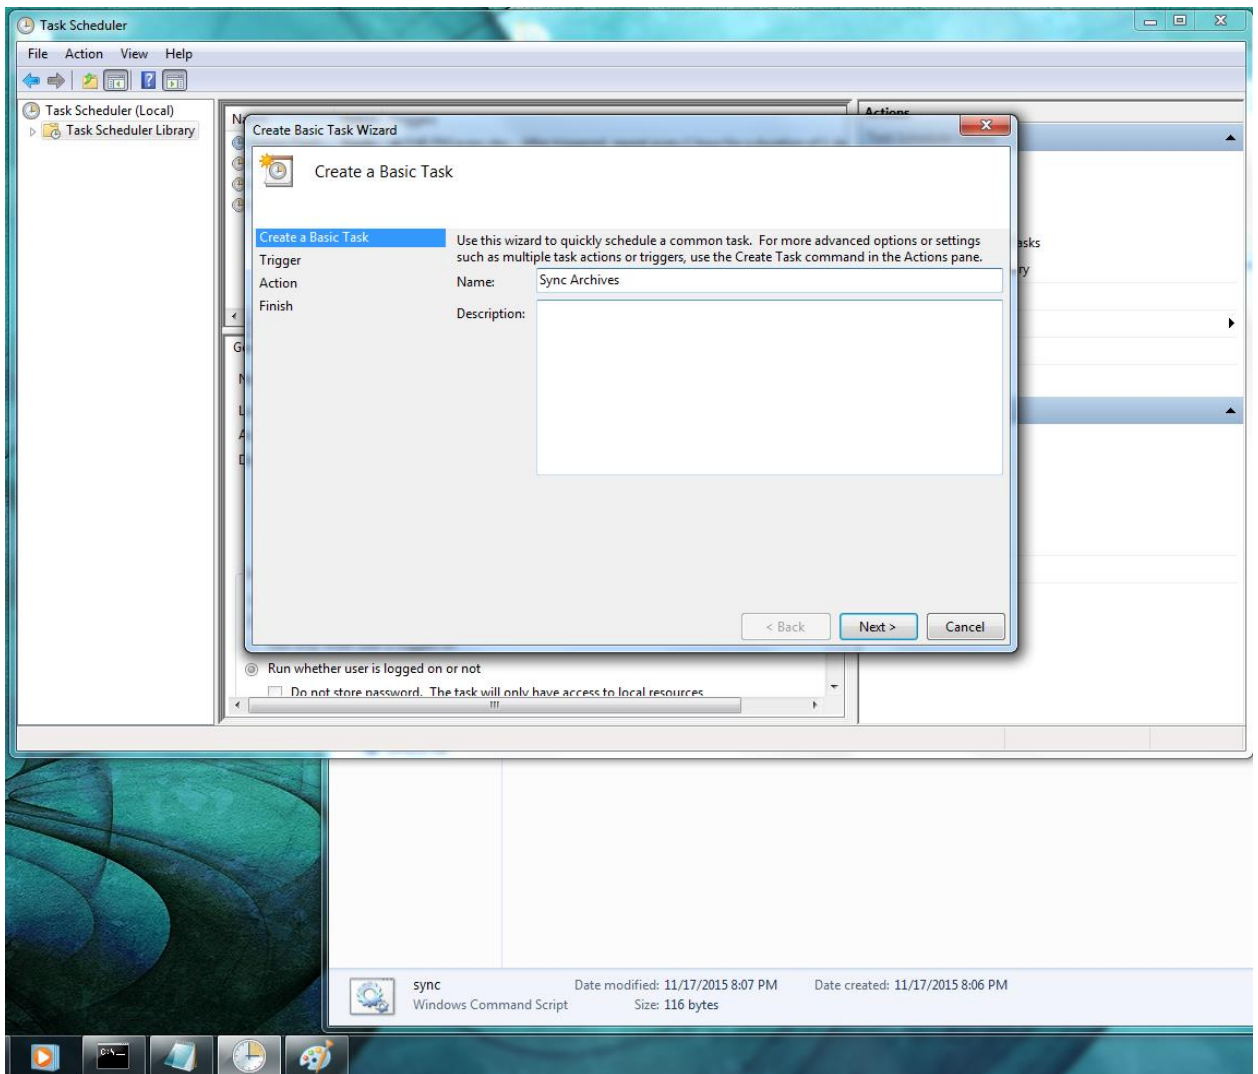 Task Scheduler
File Action View Help
Task Scheduler (Local)
Task Scheduler Library
Actions
Create Basic Task Wizard
Create a Basic Task
Create a Basic Task
Trigger
Action
Finish
Use this wizard to quickly schedule a common task. For more advanced options or settings
such as multiple task actions or triggers, use the Create Task command in the Actions pane.
Name: Sync Archives
Description:
< Back Next > Cancel
Run whether user is logged on or not
Do not store password. The task will only have access to local resources
sync Date modified: 11/17/2015 8:07 PM Date created: 11/17/2015 8:06 PM
Windows Command Script Size: 116 bytes
C:\